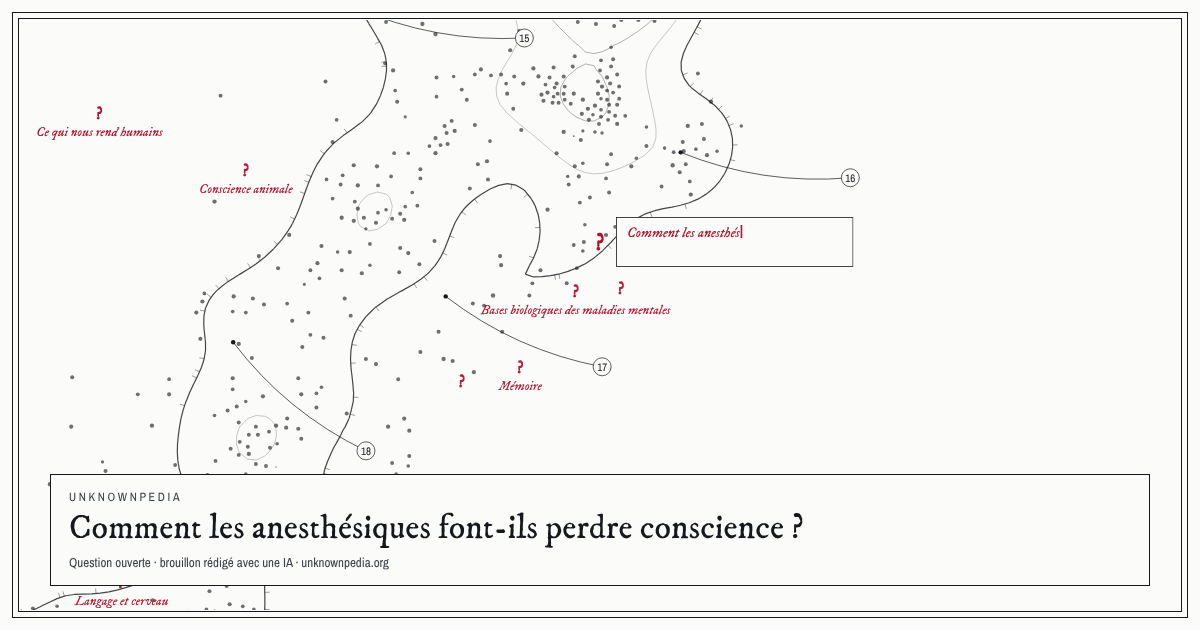 15
?
Ce qui nous rend humains
?
Conscience animale
16
?
Comment les anesthés
?
?
Bases biologiques des maladies mentales
17
?
?
Mémoire
18
UNKNOWNPEDIA
Comment les anesthésiques font-ils perdre conscience ?
Question ouverte · brouillon rédigé avec une IA · unknownpedia.org
Langage et cerveau